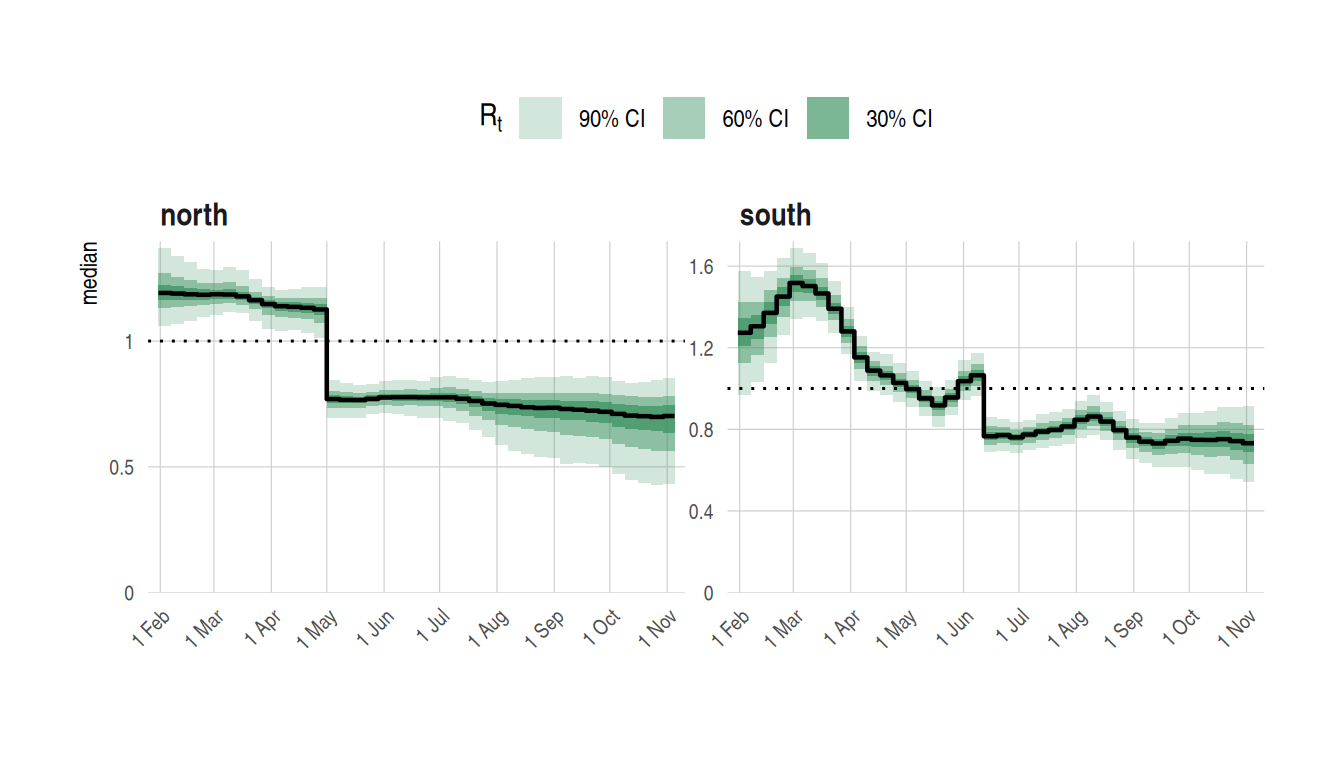 Rt 90% CI 60% CI 30% CI
north
median
1
0.5
0
1 Feb 1 Mar 1 Apr 1 May 1 Jun 1 Jul 1 Aug 1 Sep 1 Oct 1 Nov
south
1.6
1.2
0.8
0.4
0
1 Feb 1 Mar 1 Apr 1 May 1 Jun 1 Jul 1 Aug 1 Sep 1 Oct 1 Nov